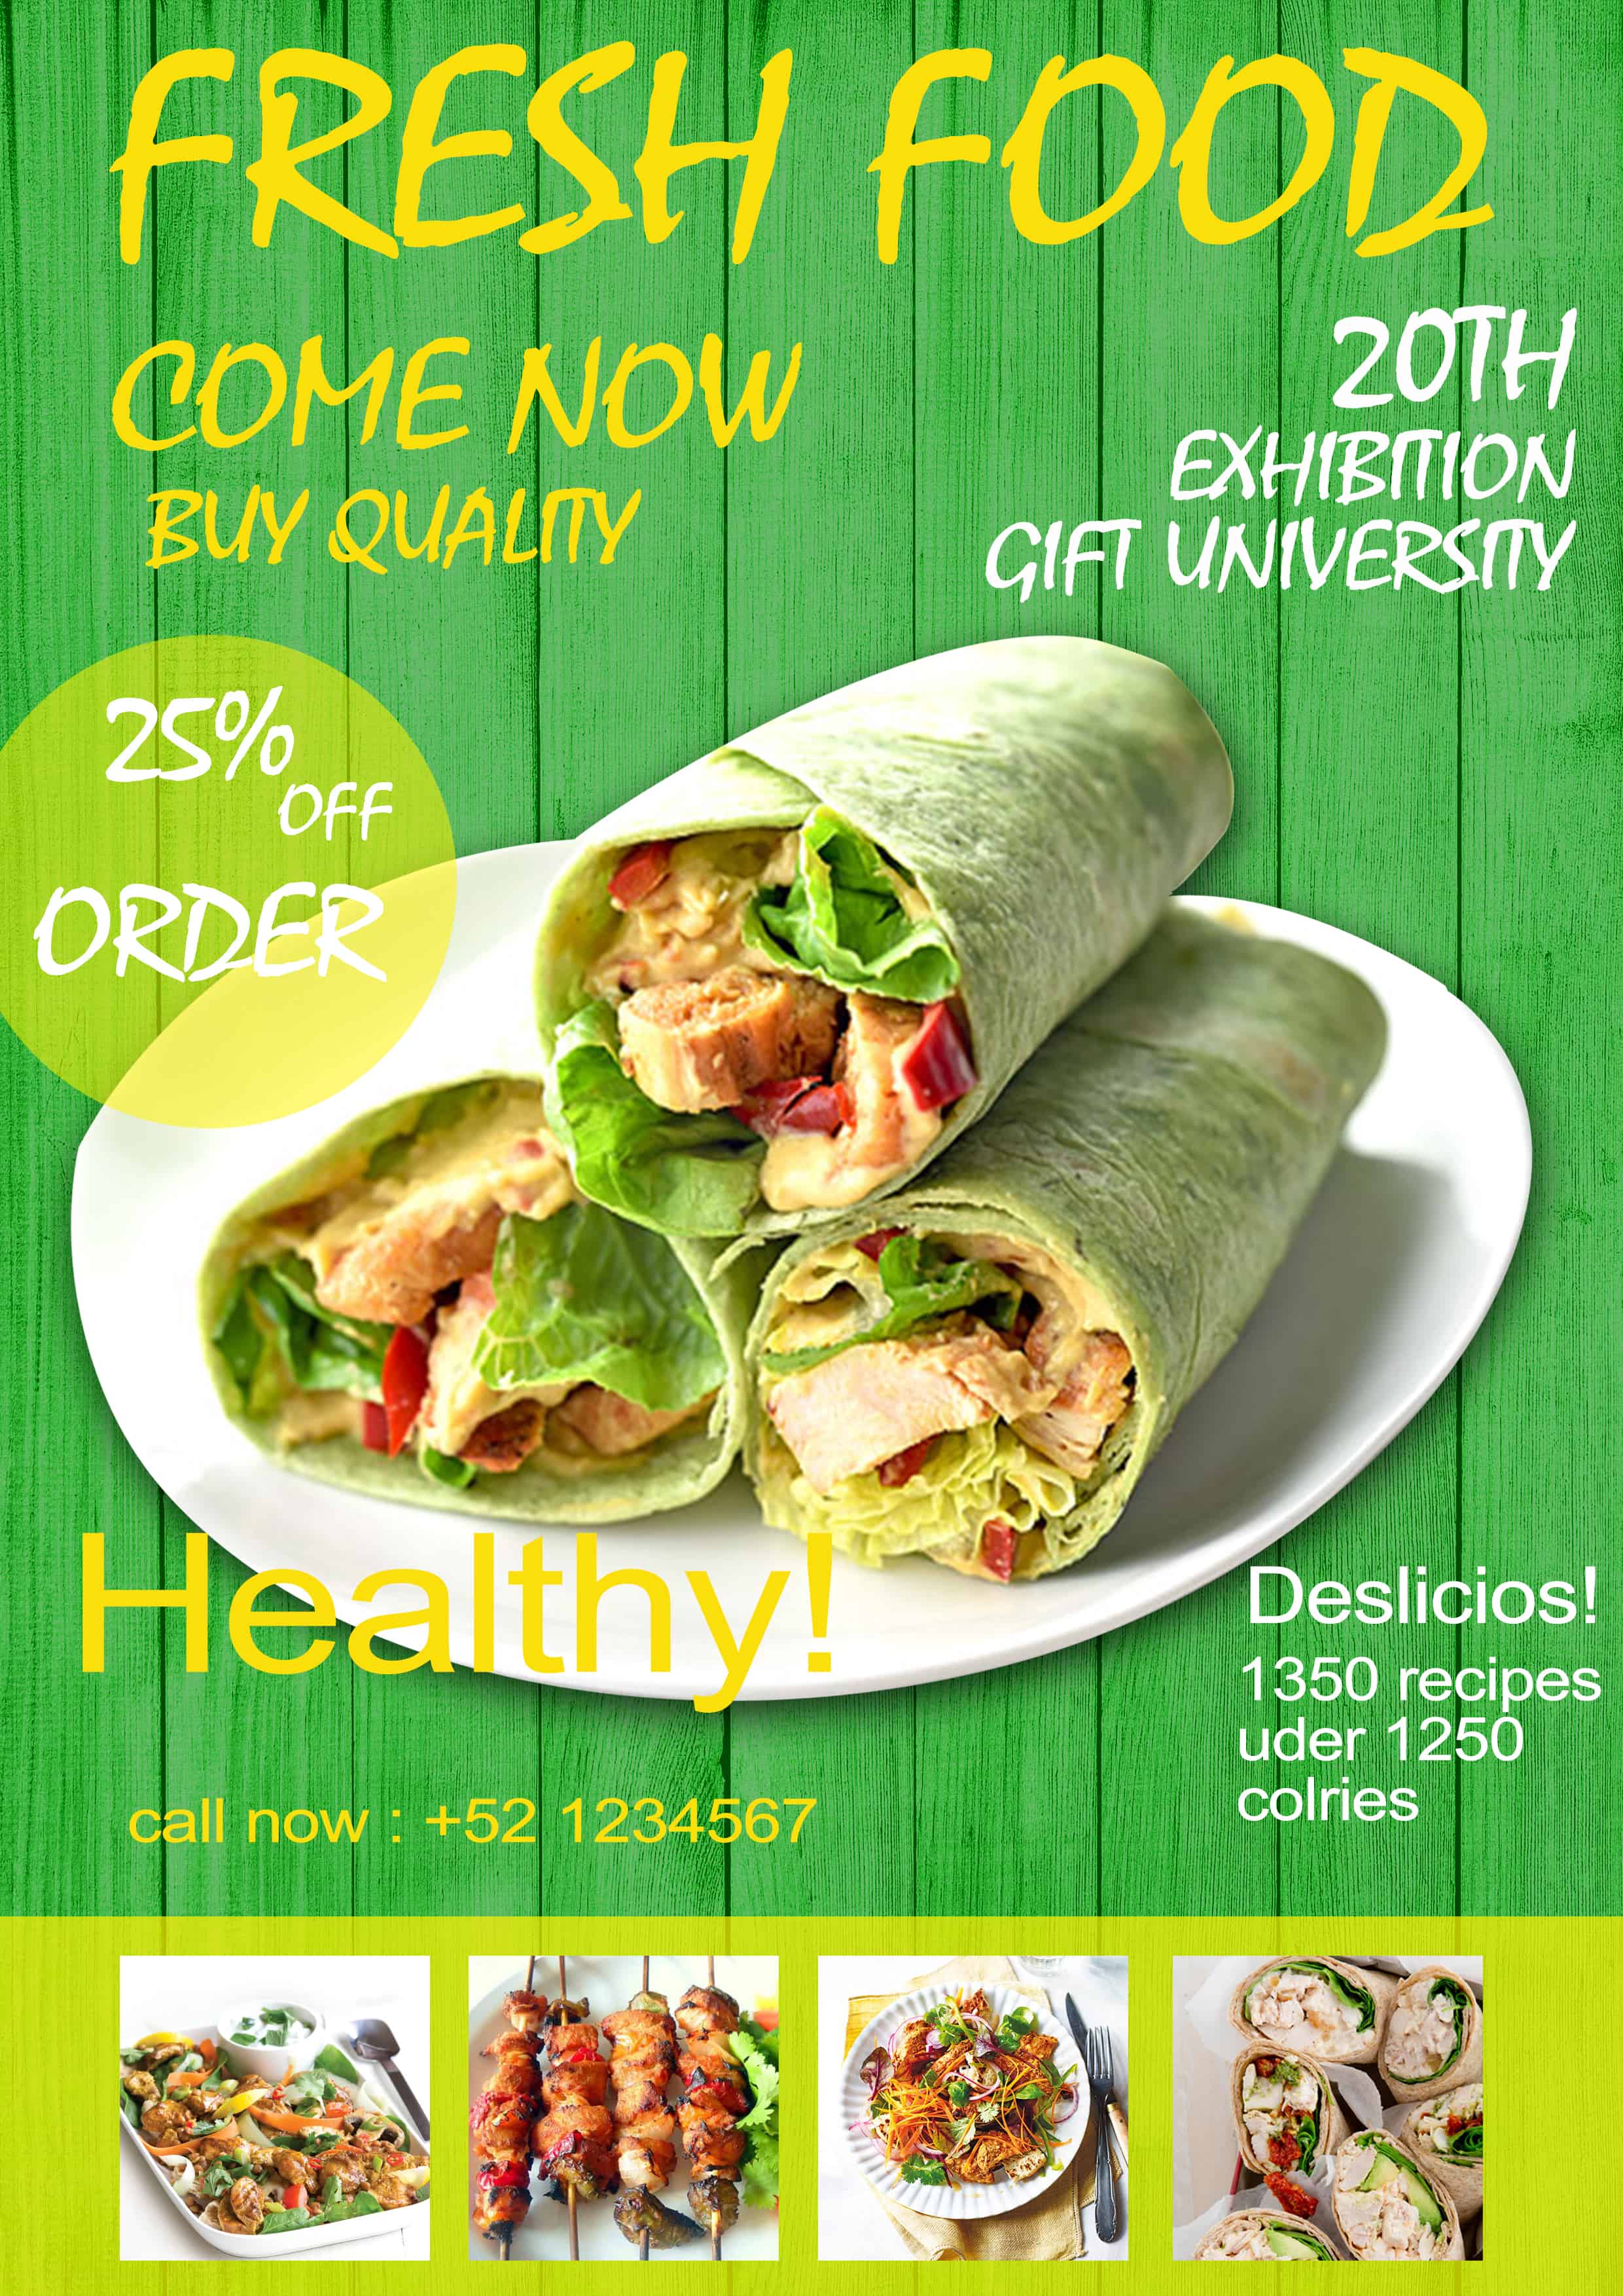 FRESH FOOD
COME NOW
BUY QUALITY
20TH
EXHIBITION
GIFT UNIVERSITY
25%
OFF
ORDER
Healthy!
Deslicios!
1350 recipes
uder 1250
colries
call now : +52 1234567